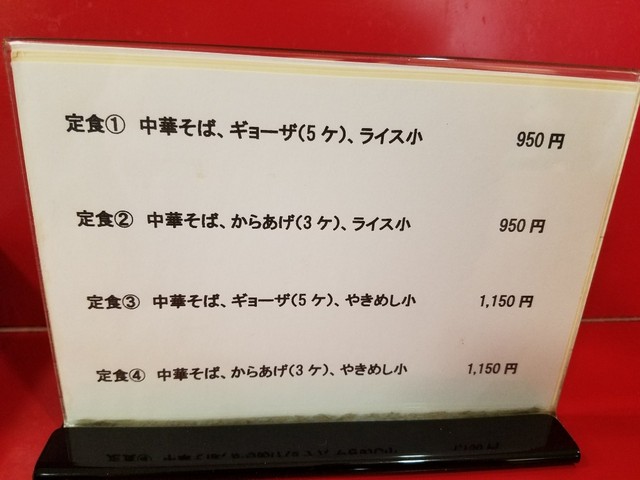 定食① 中華そば、ギョーザ(5ケ)、ライス小 950円
定食② 中華そば、からあげ(3ケ)、ライス小 950円
定食③ 中華そば、ギョーザ(5ケ)、やきめし小 1,150円
定食④ 中華そば、からあげ(3ケ)、やきめし小 1,150円